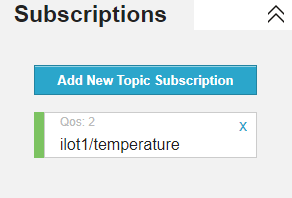 Subscriptions
Add New Topic Subscription
Qos: 2
x
ilot1/temperature